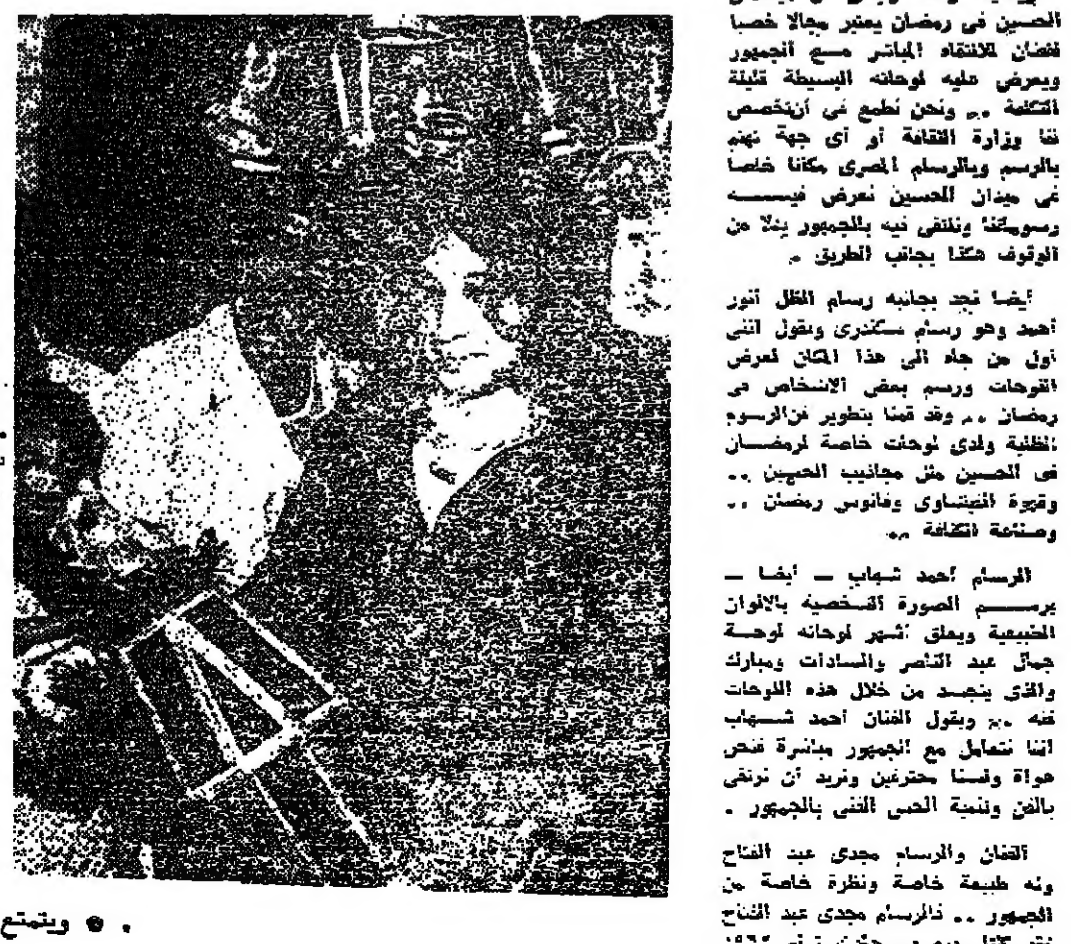 الحسين فى رمضان يعتبر مجالا خصبا
للفنان للالتقاء المباشر مع الجمهور
ويعرض عليه لوحاته البسيطة قليلة
التكلفة .. ونحن نطمع فى أن تخصص
لنا وزارة الثقافة أو أى جهة تهتم
بالرسم وبالرسام المصرى مكانا خاصا
فى ميدان الحسين نعرض فيه
رسوماتنا ونلتقى فيه بالجمهور بدلا من
الوقوف هكذا بجانب الطريق .
أيضا نجد بجانبه رسام الظل أنور
أحمد وهو رسام سكندرى ويقول اننى
أول من جاء الى هذا المكان لعرض
اللوحات ورسم بعض الاشخاص فى
رمضان .. وقد قمنا بتطوير فن الرسوم
الظلية ولدى لوحات خاصة لرمضان
فى الحسين مثل مجاذيب الحسين ..
وقهوة الفيشاوى وفانوس رمضان ..
وصناعة الكنافة ..
الرسام أحمد شهاب ــ أيضا ــ
يرسم الصورة الشخصية بالالوان
الطبيعية ويعلق أشهر لوحاته لوحة
جمال عبد الناصر والسادات ومبارك
والذى يتجسد من خلال هذه اللوحات
فنه .. ويقول الفنان أحمد شهاب
اننا نتعامل مع الجمهور مباشرة فنحن
هواة ولسنا محترفين ونريد أن نرتقى
بالفن وتنمية الحس الفنى بالجمهور .
الفنان والرسام مجدى عبد الفتاح
وله طبيعة خاصة ونظرة خاصة من
الجمهور .. فالرسام مجدى عبد الفتاح
. ● ويتمتع